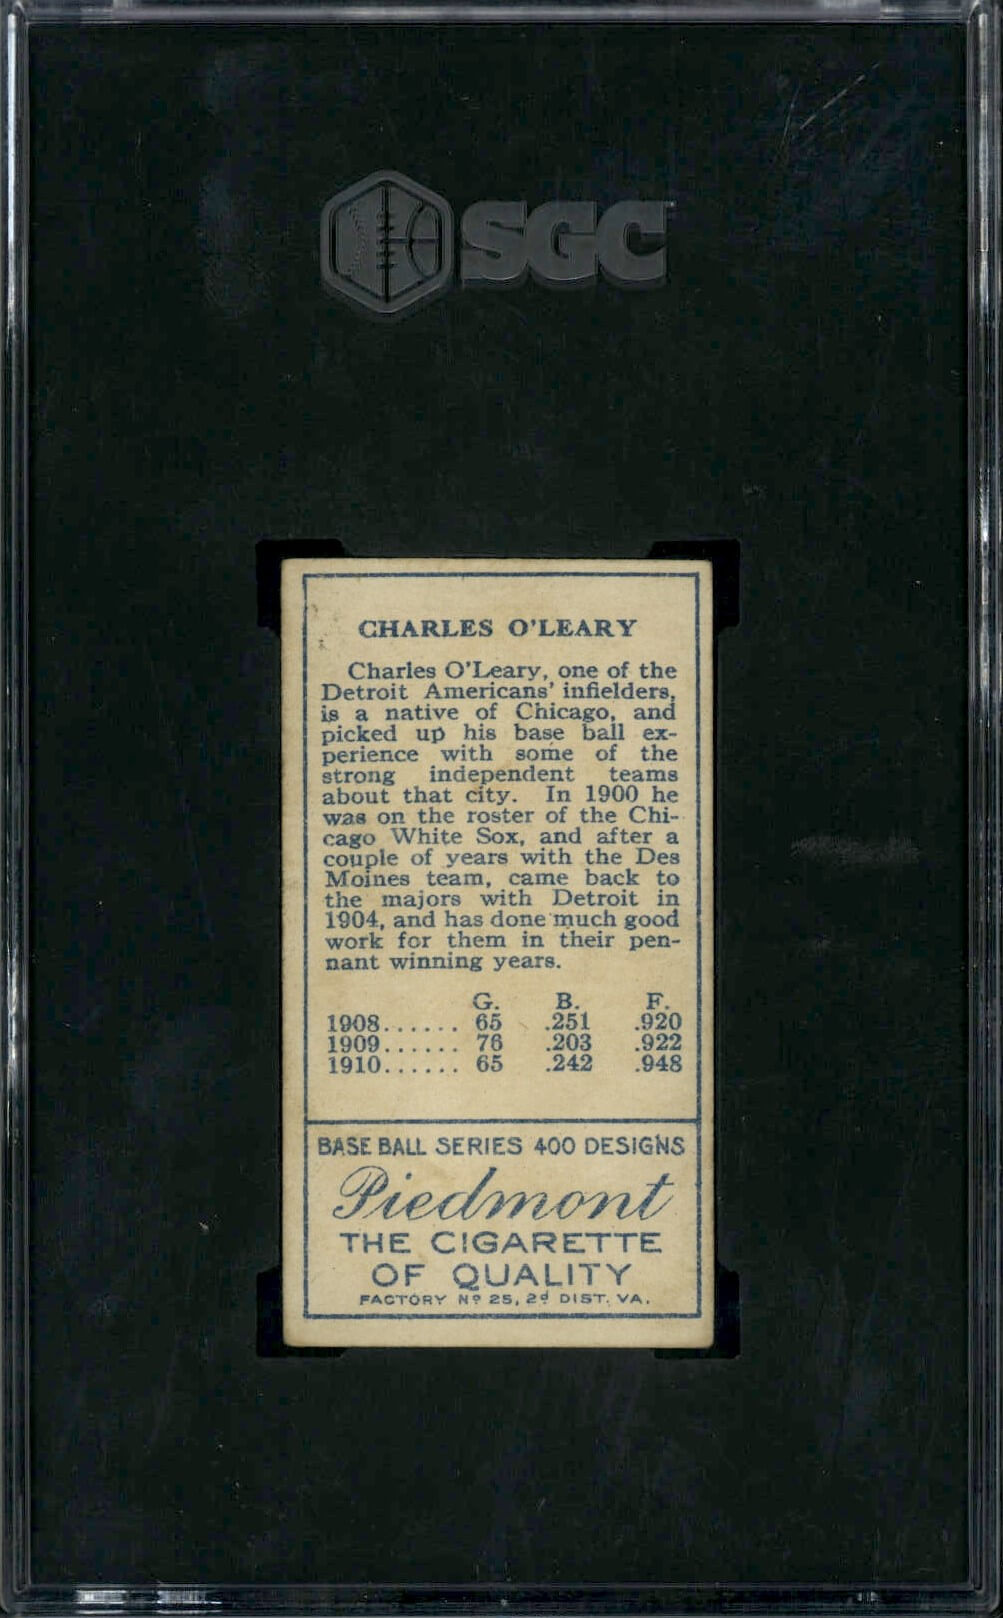 SGC
CHARLES O'LEARY
Charles O'Leary, one of the
Detroit Americans' infielders,
is a native of Chicago, and
picked up his base ball ex-
perience with some of the
strong independent teams
about that city. In 1900 he
was on the roster of the Chi-
cago White Sox, and after a
couple of years with the Des
Moines team, came back to
the majors with Detroit in
1904, and has done much good
work for them in their pen-
nant winning years.
G. B. F.
1908...... 65 .251 .920
1909...... 76 .203 .922
1910...... 65 .242 .948
BASE BALL SERIES 400 DESIGNS
Piedmont
THE CIGARETTE
OF QUALITY
FACTORY Nº 25, 2d DIST. VA.